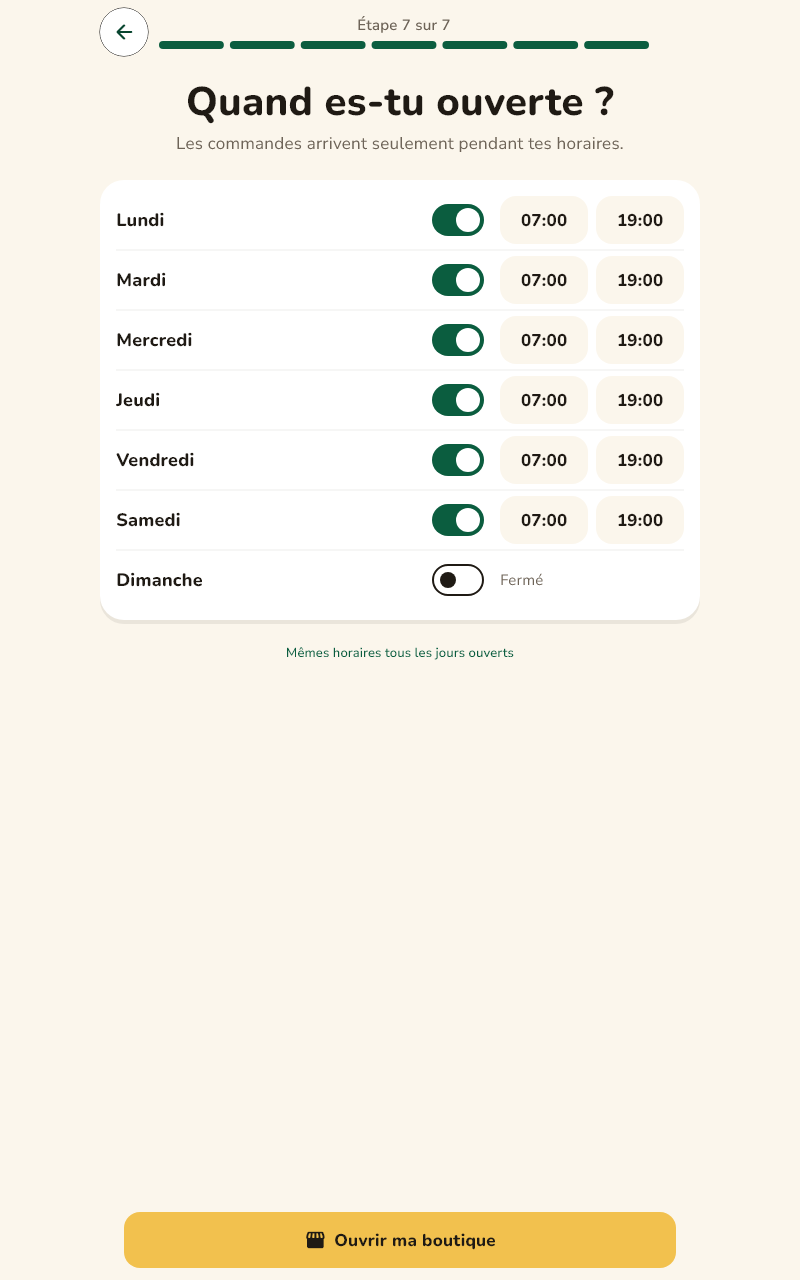 Étape 7 sur 7
Quand es-tu ouverte ?
Les commandes arrivent seulement pendant tes horaires.
Lundi 07:00 19:00
Mardi 07:00 19:00
Mercredi 07:00 19:00
Jeudi 07:00 19:00
Vendredi 07:00 19:00
Samedi 07:00 19:00
Dimanche Fermé
Mêmes horaires tous les jours ouverts
Ouvrir ma boutique